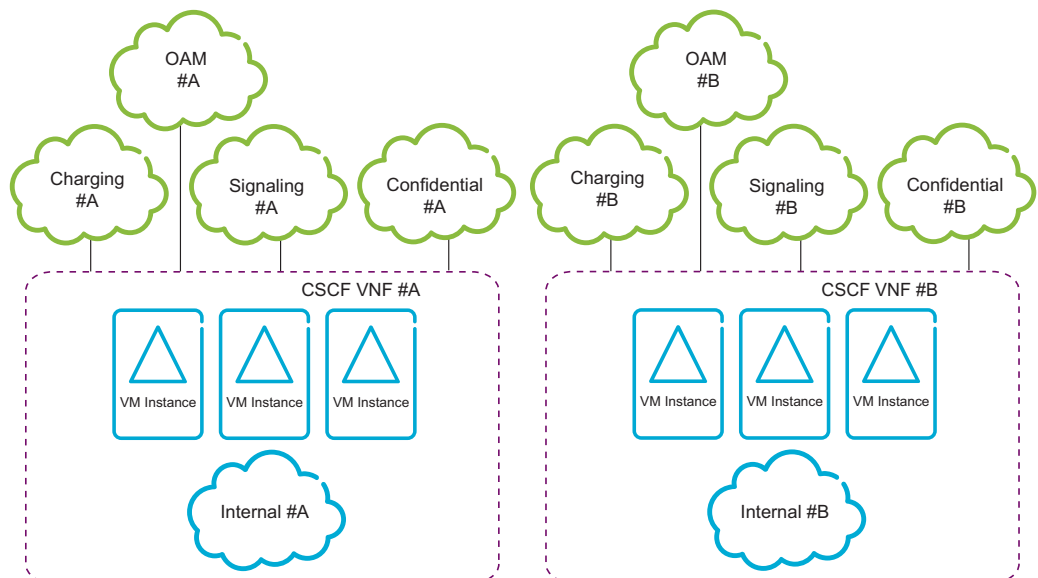 OAM
#A
Charging
#A
Signaling
#A
Confidential
#A
CSCF VNF #A
VM Instance
VM Instance
VM Instance
Internal #A
OAM
#B
Charging
#B
Signaling
#B
Confidential
#B
CSCF VNF #B
VM Instance
VM Instance
VM Instance
Internal #B